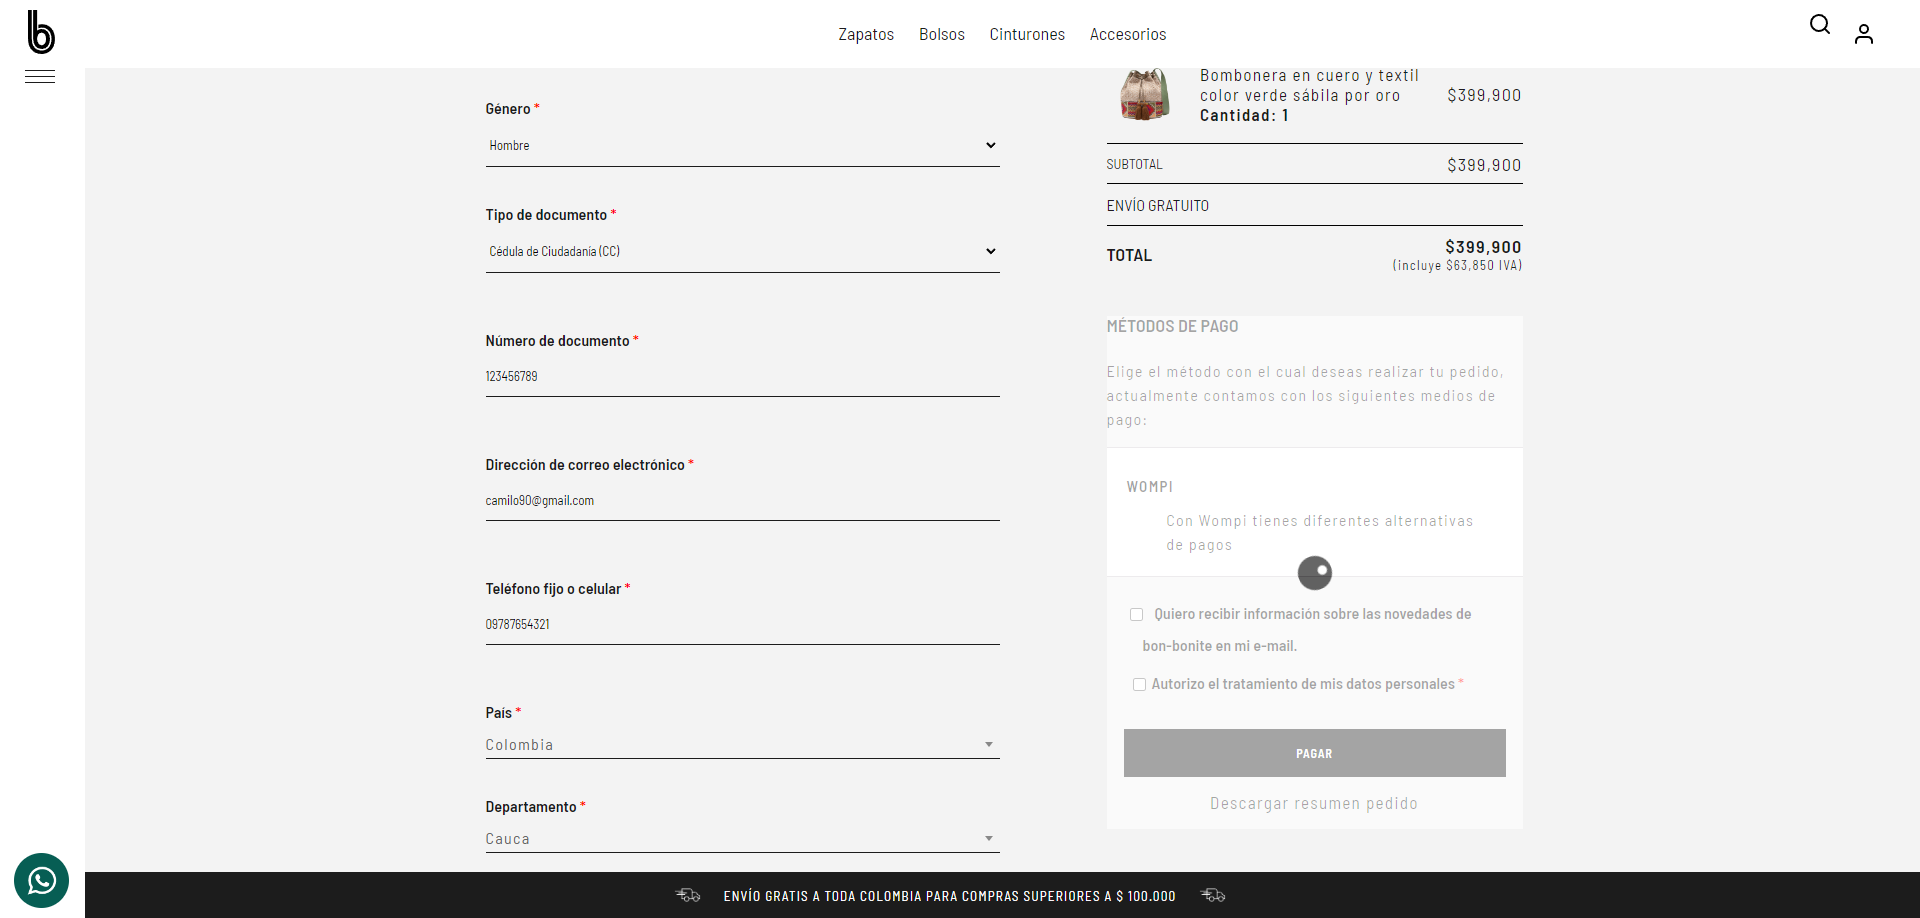 b
Zapatos Bolsos Cinturones Accesorios
Género *
Hombre
Tipo de documento *
Cédula de Ciudadanía (CC)
Número de documento *
123456789
Dirección de correo electrónico *
camilo90@gmail.com
Teléfono fijo o celular *
09787654321
País *
Colombia
Departamento *
Cauca
Bombonera en cuero y textil
color verde sábila por oro
Cantidad: 1
$399,900
SUBTOTAL $399,900
ENVÍO GRATUITO
TOTAL $399,900
(incluye $63,850 IVA)
MÉTODOS DE PAGO
Elige el método con el cual deseas realizar tu pedido,
actualmente contamos con los siguientes medios de
pago:
WOMPI
Con Wompi tienes diferentes alternativas
de pagos
Quiero recibir información sobre las novedades de
bon-bonite en mi e-mail.
Autorizo el tratamiento de mis datos personales *
PAGAR
Descargar resumen pedido
ENVÍO GRATIS A TODA COLOMBIA PARA COMPRAS SUPERIORES A $ 100.000